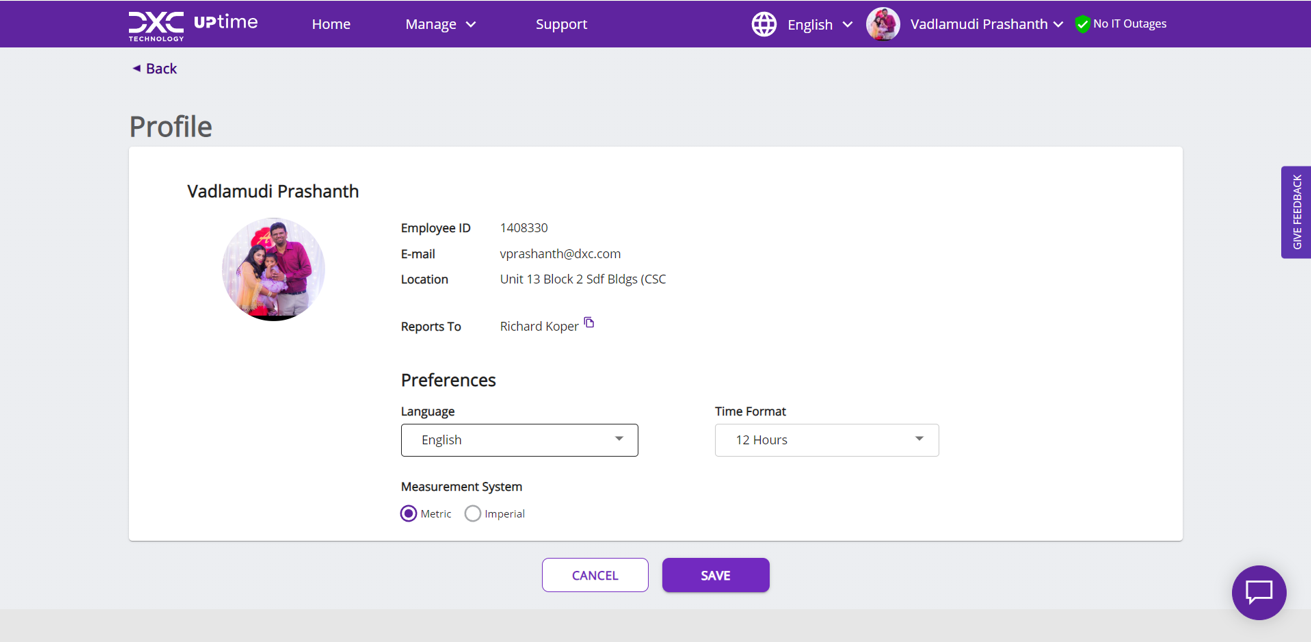 DXC TECHNOLOGY UPtime Home Manage Support English Vadlamudi Prashanth No IT Outages
Back
Profile
GIVE FEEDBACK
Vadlamudi Prashanth
Employee ID 1408330
E-mail vprashanth@dxc.com
Location Unit 13 Block 2 Sdf Bldgs (CSC
Reports To Richard Koper
Preferences
Language Time Format
English 12 Hours
Measurement System
Metric Imperial
CANCEL SAVE